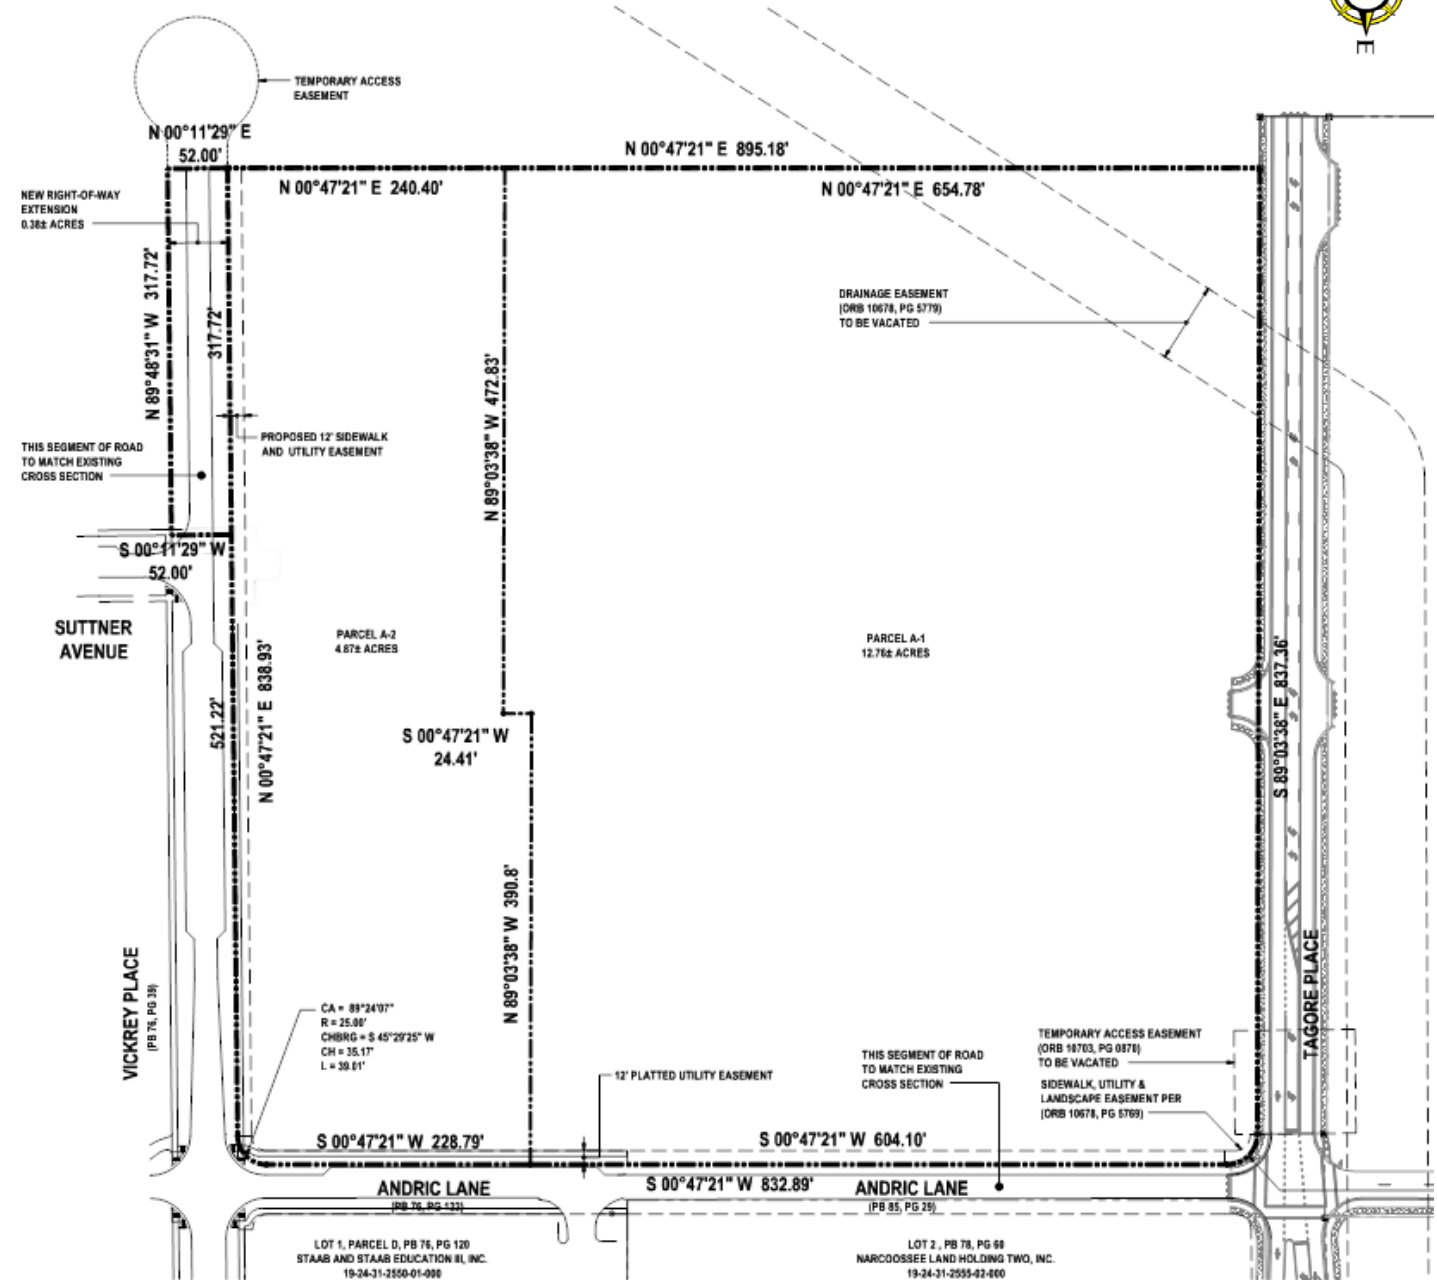 E
TEMPORARY ACCESS
EASEMENT
N 00°11'29" E
52.00'
N 00°47'21" E 895.18'
N 00°47'21" E 240.40'
N 00°47'21" E 654.78'
NEW RIGHT-OF-WAY
EXTENSION
0.38± ACRES
N 89°48'31" W 317.72'
317.72'
DRAINAGE EASEMENT
(ORB 10678, PG 5779)
TO BE VACATED
N 89°03'38" W 472.83'
PROPOSED 12' SIDEWALK
AND UTILITY EASEMENT
THIS SEGMENT OF ROAD
TO MATCH EXISTING
CROSS SECTION
S 00°11'29" W
52.00'
SUTTNER
AVENUE
PARCEL A-2
4.87± ACRES
PARCEL A-1
12.76± ACRES
521.22'
N 00°47'21" E 838.93'
S 00°47'21" W
24.41'
S 89°03'38" E 837.36'
N 89°03'38" W 390.8'
VICKREY PLACE
(PB 76, PG 39)
TAGORE PLACE
CA = 89°24'07"
R = 25.00'
CHBRG = S 45°29'25" W
CH = 35.17'
L = 39.01'
12' PLATTED UTILITY EASEMENT
THIS SEGMENT OF ROAD
TO MATCH EXISTING
CROSS SECTION
TEMPORARY ACCESS EASEMENT
(ORB 10703, PG 0870)
TO BE VACATED
SIDEWALK, UTILITY &
LANDSCAPE EASEMENT PER
(ORB 10678, PG 5769)
S 00°47'21" W 228.79'
S 00°47'21" W 604.10'
S 00°47'21" W 832.89'
ANDRIC LANE
(PB 76, PG 133)
ANDRIC LANE
(PB 85, PG 29)
LOT 1, PARCEL D, PB 76, PG 120
STAAB AND STAAB EDUCATION III, INC.
19-24-31-2550-01-000
LOT 2 , PB 78, PG 60
NARCOOSSEE LAND HOLDING TWO, INC.
19-24-31-2555-02-000